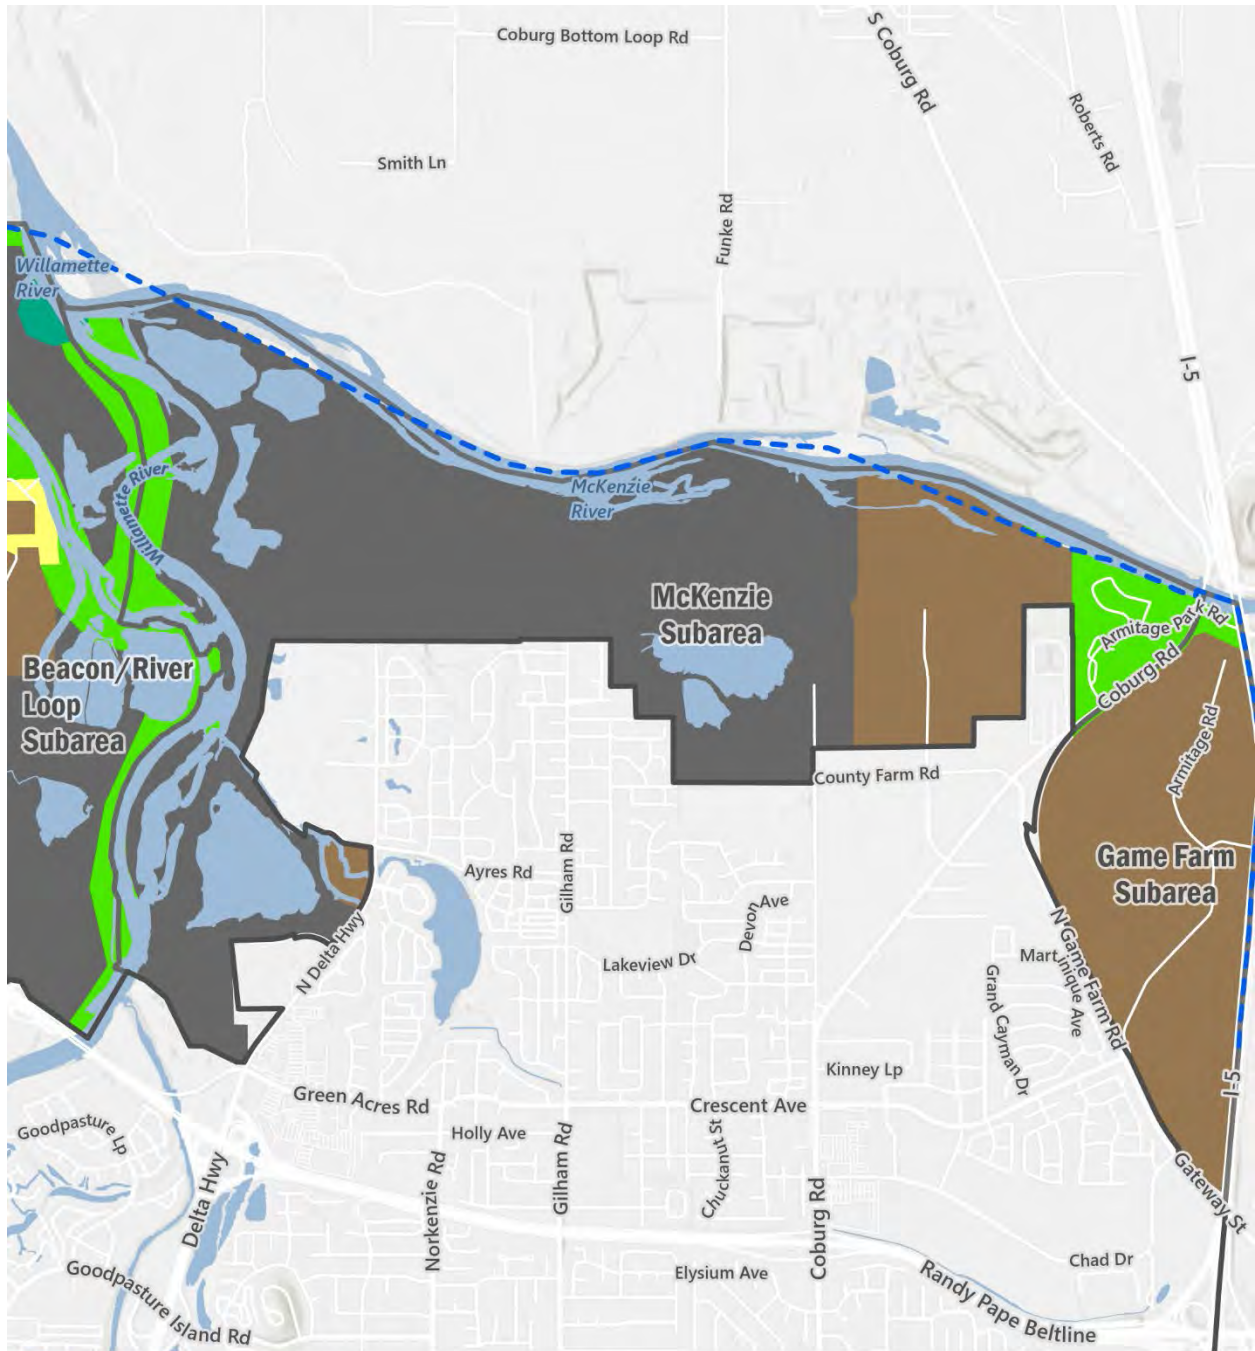 Coburg Bottom Loop Rd
S Coburg Rd
Roberts Rd
Smith Ln
Funke Rd
Willamette
River
I-5
Willamette River
McKenzie
River
McKenzie
Subarea
Armitage Park Rd
Coburg Rd
Beacon/River
Loop
Subarea
Armitage Rd
County Farm Rd
Game Farm
Subarea
Ayres Rd
Gilham Rd
Devon Ave
N Delta Hwy
Lakeview Dr
N Game Farm Rd
Martinique Ave
Grand Cayman Dr
Kinney Lp
I-5
Green Acres Rd
Crescent Ave
Goodpasture Lp
Holly Ave
Chuckanut St
Gilham Rd
Norkenzie Rd
Delta Hwy
Coburg Rd
Gateway St
Goodpasture Island Rd
Elysium Ave
Chad Dr
Randy Pape Beltline